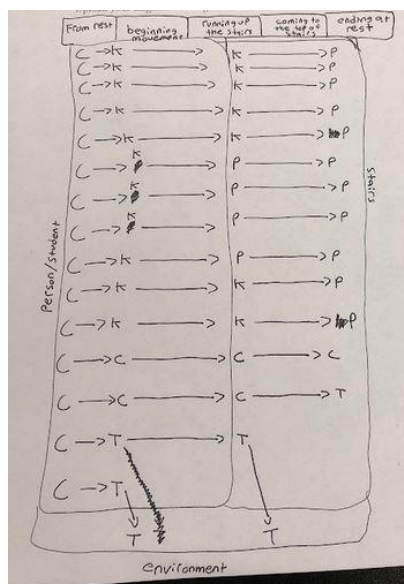 From rest beginning movement running up the stairs coming to the top of stairs ending at rest
C → K → K → P
C → K → K → P
C → K → K → P
C → K → K → P
C → K → K → P
C → K → P → P
C → K → P → P
C → K → P → P
C → K → P → P
C → K → K → P
C → K → K → P
C → C → C → C
C → C → C → T
C → T → T
C → T
T T
Person/Student
Stairs
environment